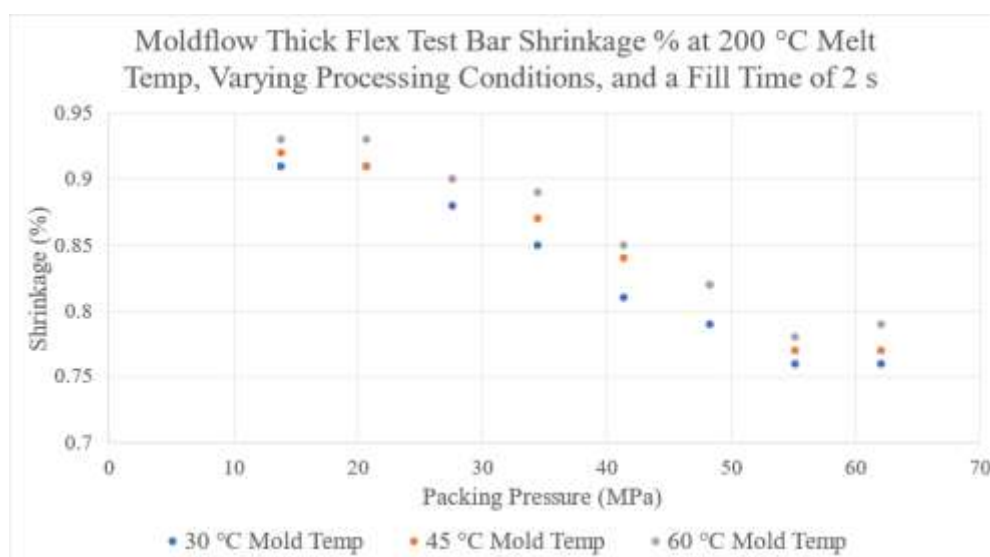 Moldflow Thick Flex Test Bar Shrinkage % at 200 °C Melt
Temp, Varying Processing Conditions, and a Fill Time of 2 s
0.95
0.9
0.85
0.8
0.75
0.7
Shrinkage (%)
0 10 20 30 40 50 60 70
Packing Pressure (MPa)
30 °C Mold Temp 45 °C Mold Temp 60 °C Mold Temp